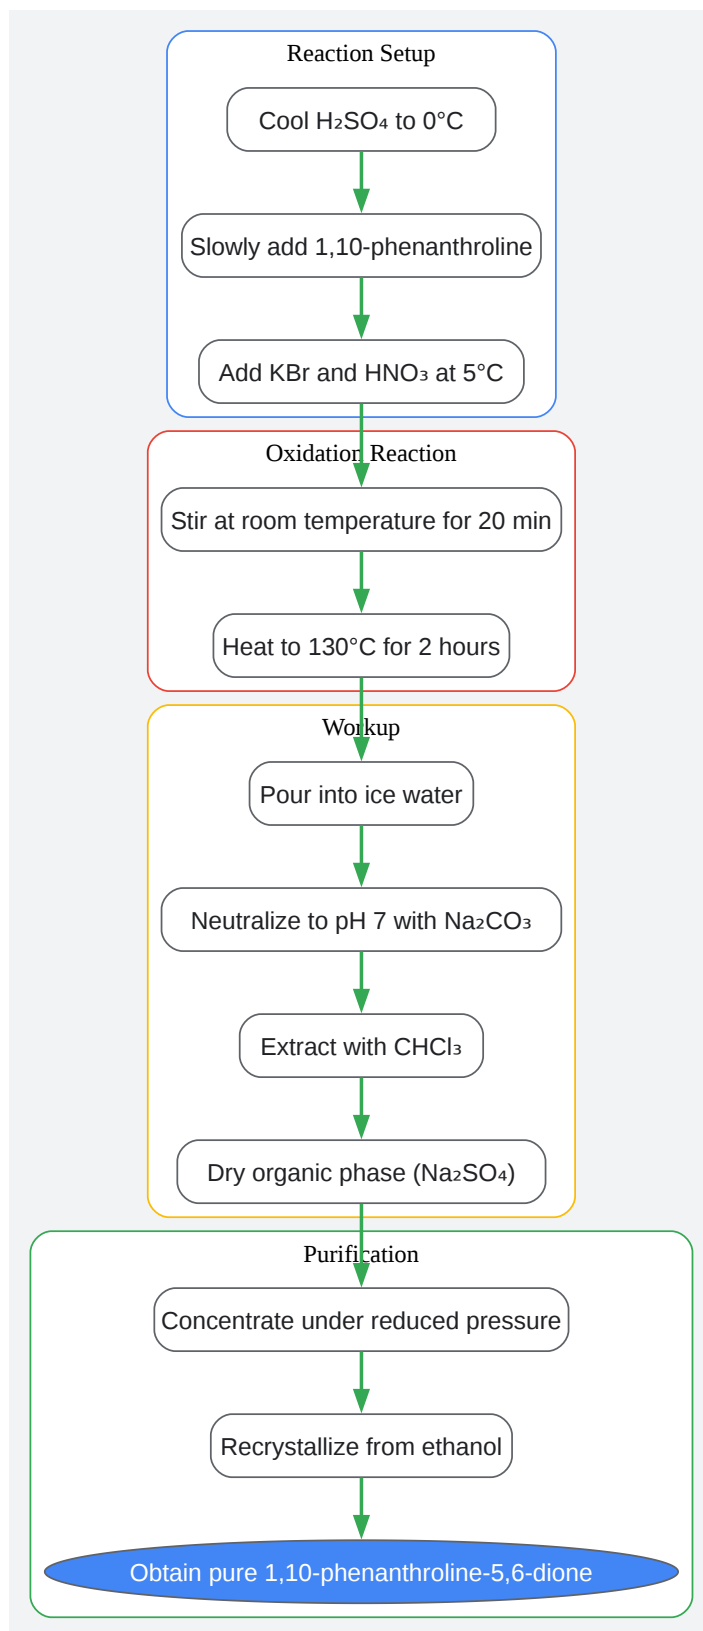 Reaction Setup
Cool H₂SO₄ to 0°C
Slowly add 1,10-phenanthroline
Add KBr and HNO₃ at 5°C
Oxidation Reaction
Stir at room temperature for 20 min
Heat to 130°C for 2 hours
Workup
Pour into ice water
Neutralize to pH 7 with Na₂CO₃
Extract with CHCl₃
Dry organic phase (Na₂SO₄)
Purification
Concentrate under reduced pressure
Recrystallize from ethanol
Obtain pure 1,10-phenanthroline-5,6-dione